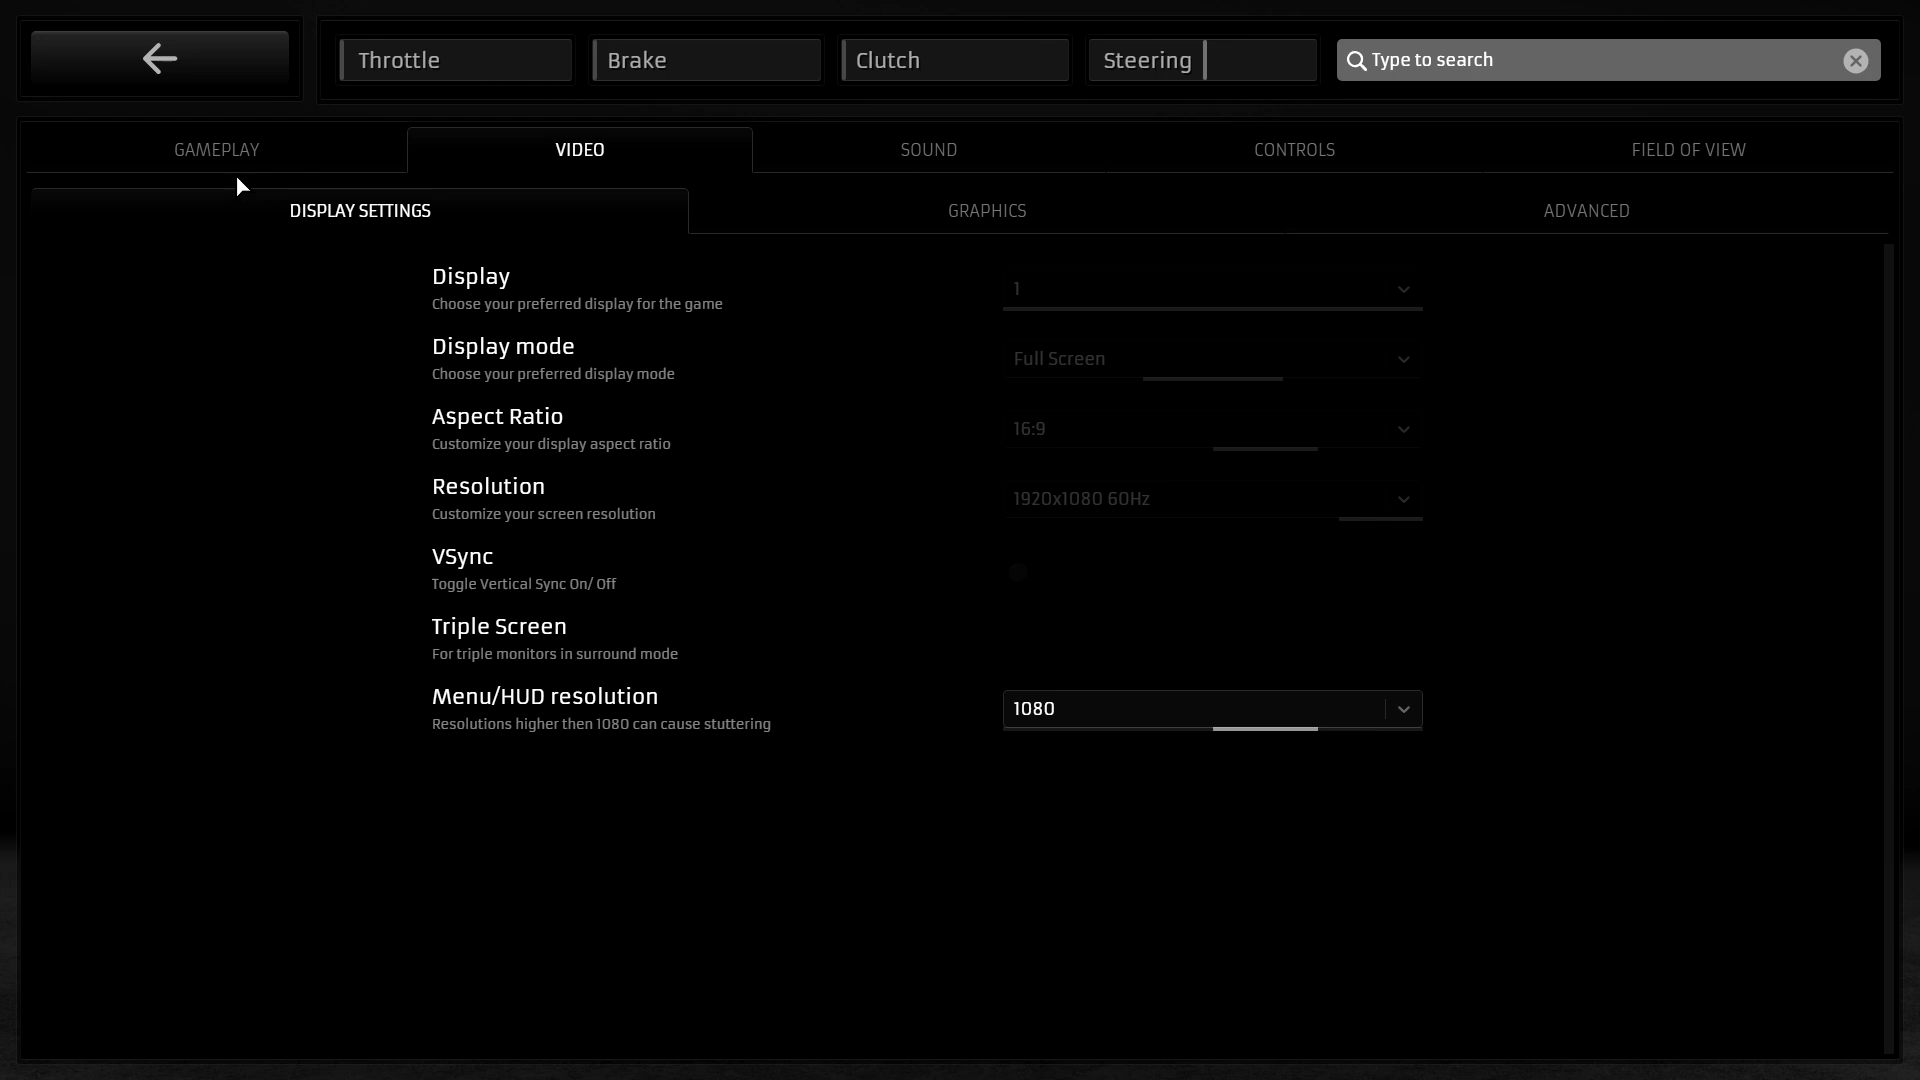 Throttle
Brake
Clutch
Steering
Type to search
GAMEPLAY
VIDEO
SOUND
CONTROLS
FIELD OF VIEW
DISPLAY SETTINGS
GRAPHICS
ADVANCED
Display
Choose your preferred display for the game
1
Display mode
Choose your preferred display mode
Full Screen
Aspect Ratio
Customize your display aspect ratio
16:9
Resolution
Customize your screen resolution
1920x1080 60Hz
VSync
Toggle Vertical Sync On/ Off
Triple Screen
For triple monitors in surround mode
Menu/HUD resolution
Resolutions higher then 1080 can cause stuttering
1080